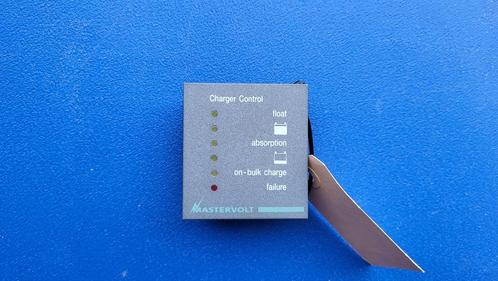 Charger Control
float
absorption
on-bulk charge
failure
MASTERVOLT